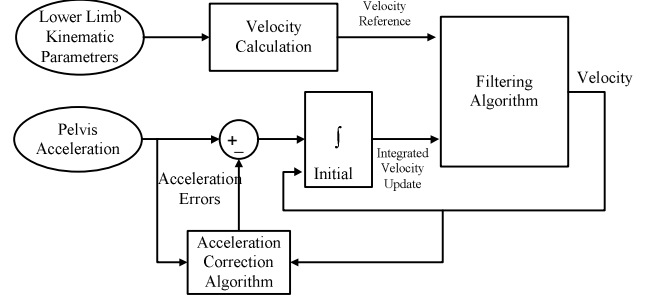 Lower Limb
Kinematic
Parametrers
Velocity
Calculation
Velocity
Reference
Filtering
Algorithm
Velocity
Pelvis
Acceleration
+
−
∫
Initial
Integrated
Velocity
Update
Acceleration
Errors
Acceleration
Correction
Algorithm